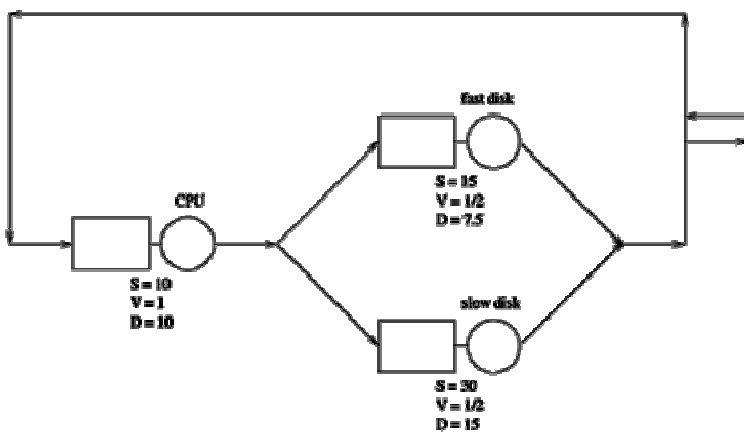 fast disk
S = 15
V = 1/2
D = 7.5
CPU
S = 10
V = 1
D = 10
slow disk
S = 30
V = 1/2
D = 15